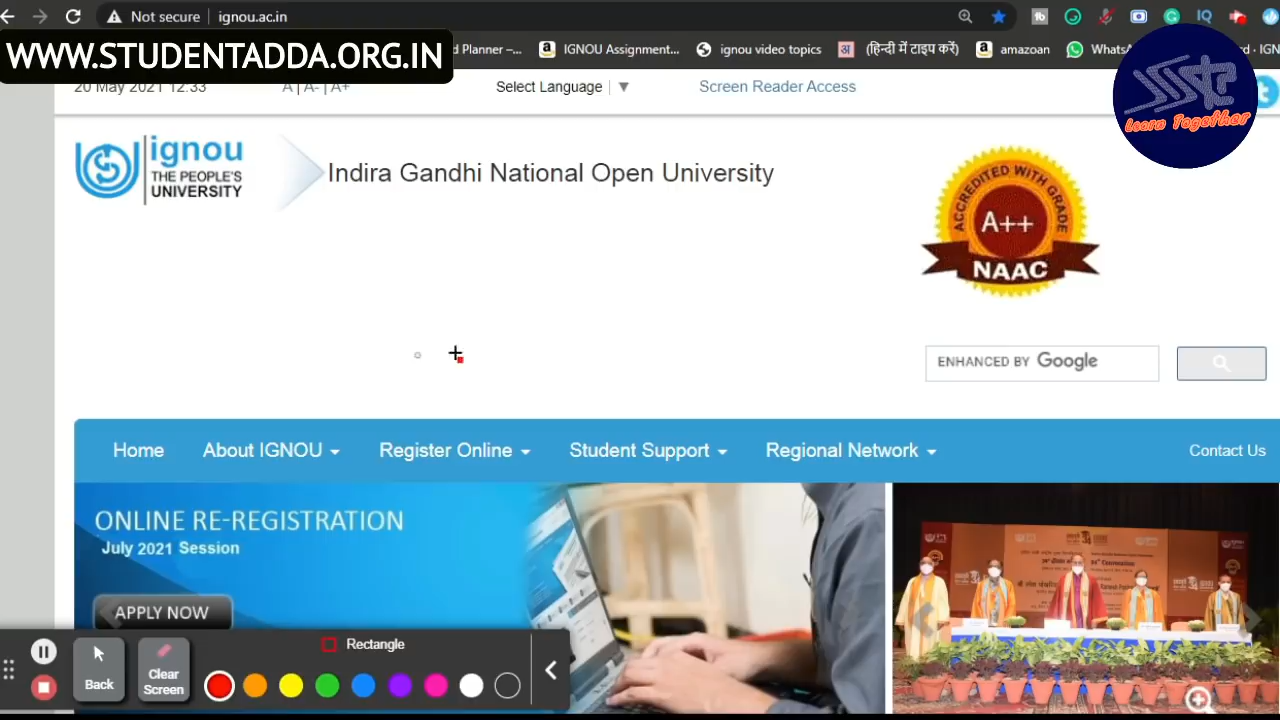 Not secure | ignou.ac.in
WWW.STUDENTADDA.ORG.IN
d Planner –...
IGNOU Assignment...
ignou video topics
(हिन्दी में टाइप करें)
amazoan
WhatsA
d - IGN
Learn Together
20 May 2021 12:33
A | A- | A+
Select Language
Screen Reader Access
ignou
THE PEOPLE'S
UNIVERSITY
Indira Gandhi National Open University
ACCREDITED WITH GRADE
A++
NAAC
ENHANCED BY Google
Home
About IGNOU
Register Online
Student Support
Regional Network
Contact Us
ONLINE RE-REGISTRATION
July 2021 Session
APPLY NOW
Rectangle
Back
Clear
Screen